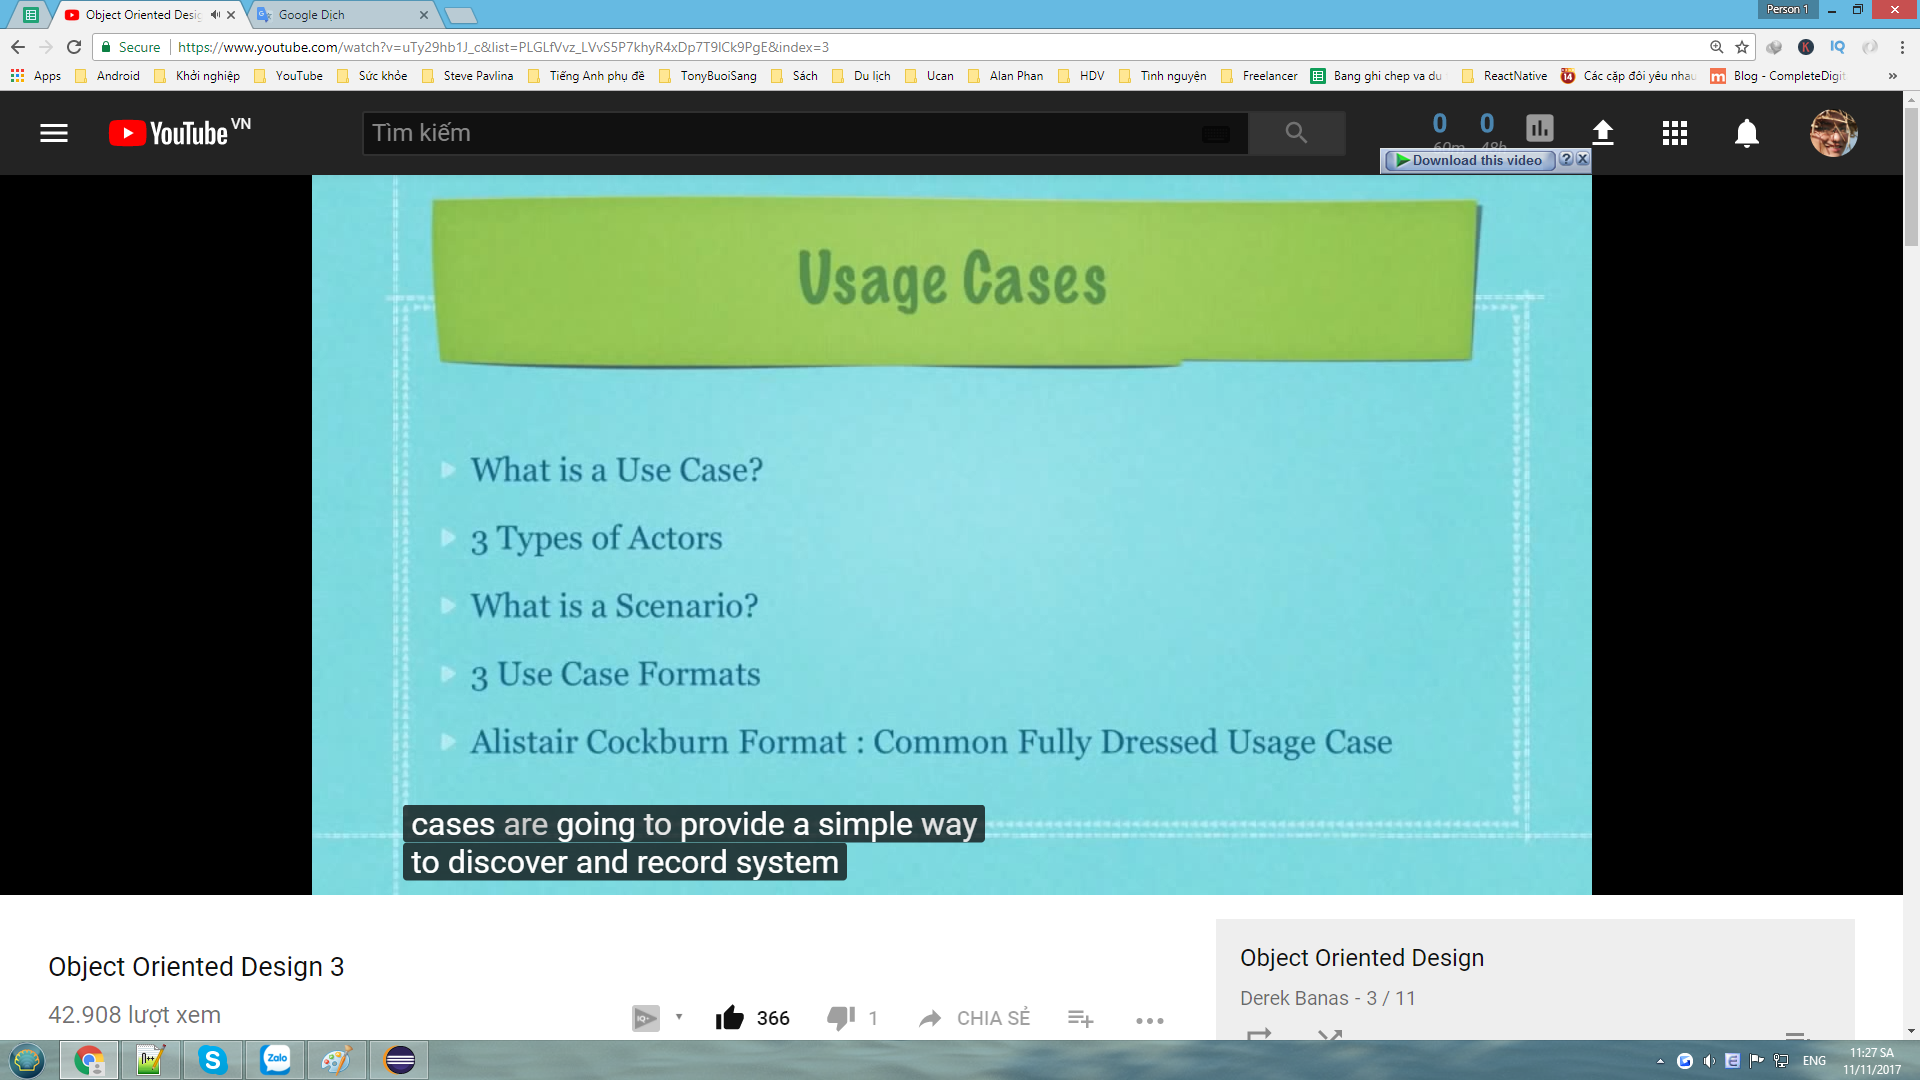 Object Oriented Desig
Google Dịch
Person 1
Secure
https://www.youtube.com/watch?v=uTy29hb1J_c&list=PLGLfVvz_LVvS5P7khyR4xDp7T9lCk9PgE&index=3
Apps
Android
Khởi nghiệp
YouTube
Sức khỏe
Steve Pavlina
Tiếng Anh phụ đề
TonyBuoiSang
Sách
Du lịch
Ucan
Alan Phan
HDV
Tình nguyện
Freelancer
Bang ghi chep va du
ReactNative
Các cặp đôi yêu nhau
Blog - CompleteDigit
YouTube VN
Tìm kiếm
0 0
60m 48h
Download this video
Usage Cases
What is a Use Case?
3 Types of Actors
What is a Scenario?
3 Use Case Formats
Alistair Cockburn Format : Common Fully Dressed Usage Case
cases are going to provide a simple way
to discover and record system
Object Oriented Design 3
42.908 lượt xem
366
1
CHIA SẺ
Object Oriented Design
Derek Banas - 3 / 11
Zalo
ENG
11:27 SA
11/11/2017